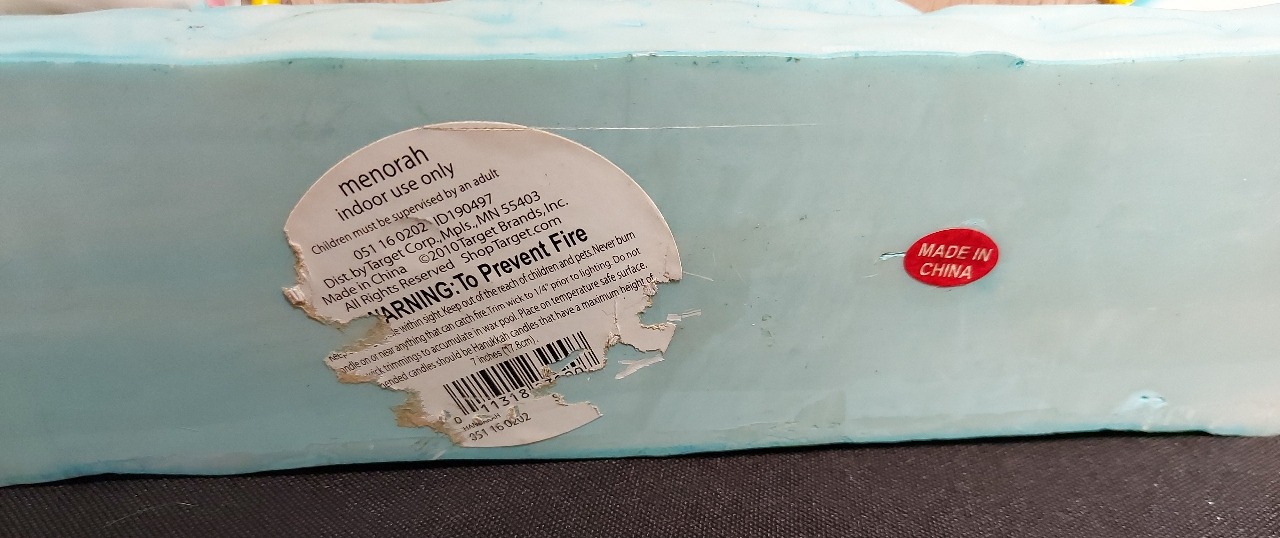 menorah
indoor use only
Children must be supervised by an adult
051 16 0202 ID190497
Dist.by Target Corp., Mpls., MN 55403
Made in China ©2010 Target Brands, Inc.
All Rights Reserved ShopTarget.com
WARNING: To Prevent Fire
within sight. Keep out of the reach of children and pets. Never burn
on or near anything that can catch fire. Trim wick to 1/4" prior to lighting. Do not
trimmings to accumulate in wax pool. Place on temperature safe surface.
candles should be Hanukkah candles that have a maximum height of
7 inches (17.8cm).
0 11318
051 16 0202
MADE IN
CHINA